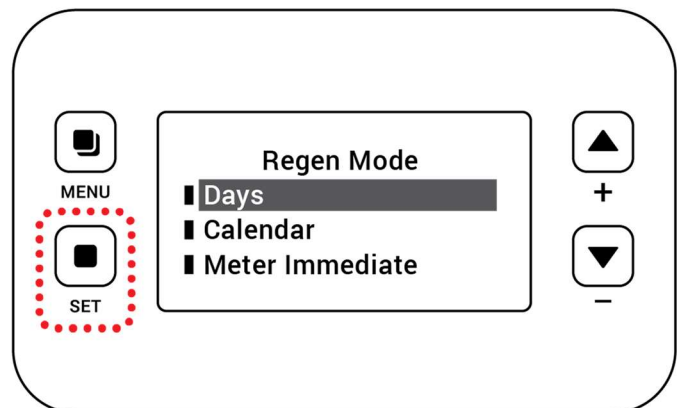 Regen Mode
Days
Calendar
Meter Immediate
MENU
SET
+
−